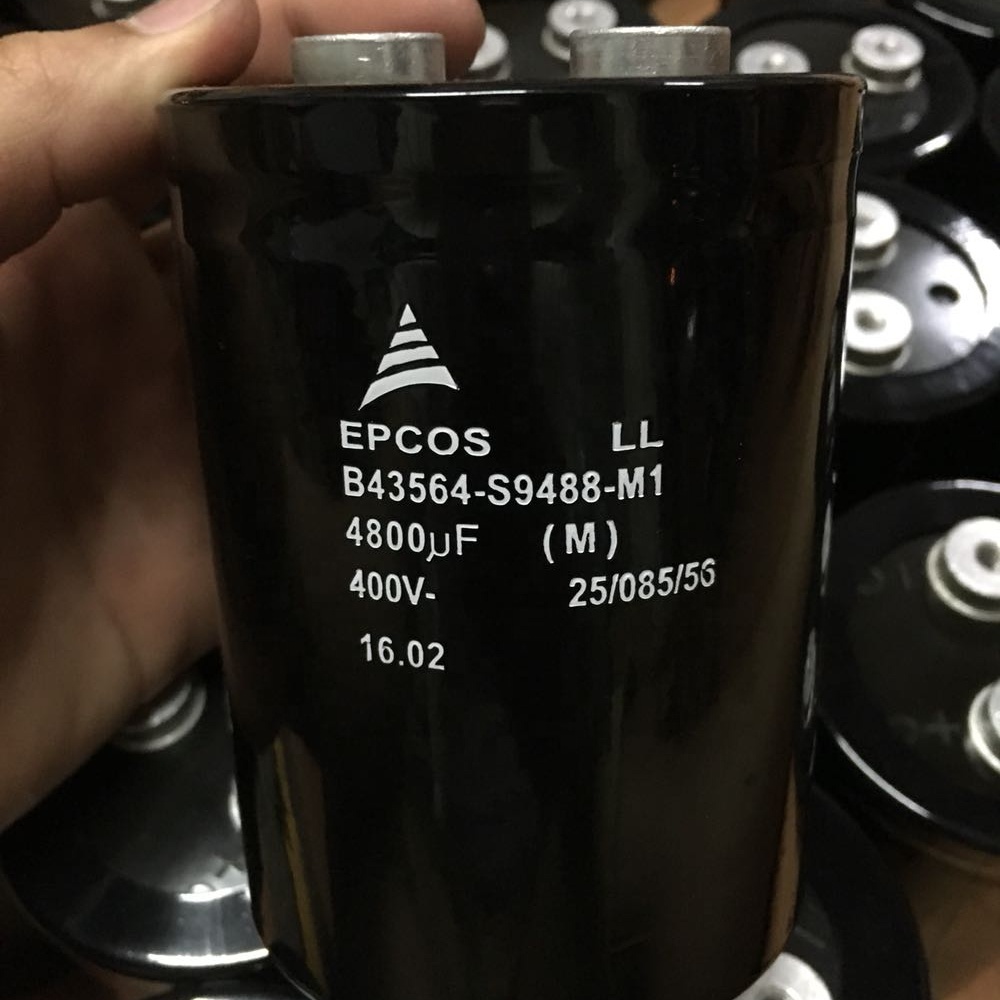 EPCOS LL
B43564-S9488-M1
4800µF (M)
400V- 25/085/56
16.02